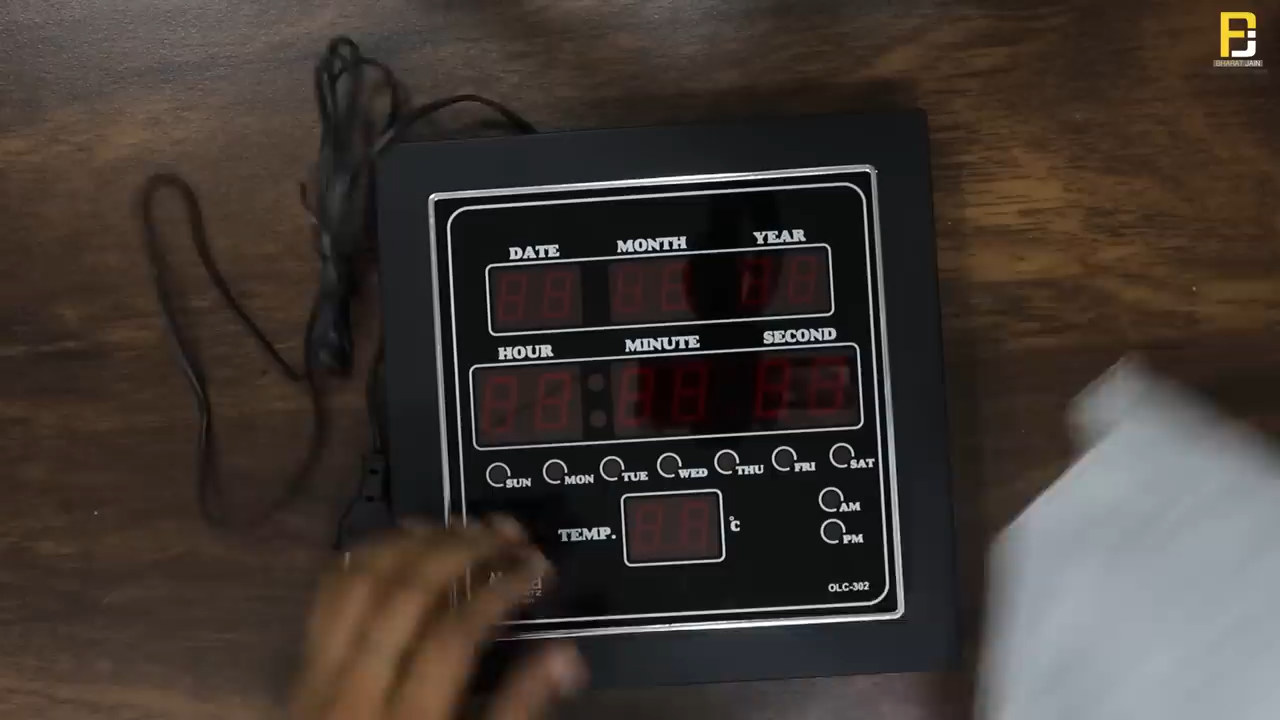 BHARAT JAIN
DATE MONTH YEAR
HOUR MINUTE SECOND
SUN MON TUE WED THU FRI SAT
AM
TEMP. °C
PM
OLC-302